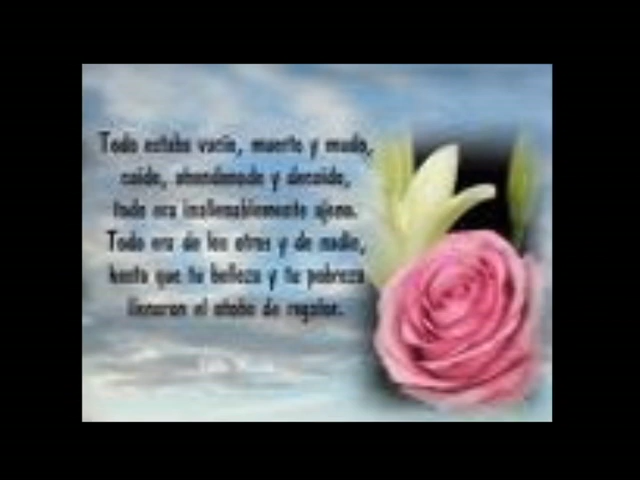 Todo estaba vacío, muerto y mudo,
caído, abandonado y decaído,
todo era inalienablemente ajeno.
Todo era de los otros y de nadie,
hasta que tu belleza y tu pobreza
llenaron el otoño de regalos.